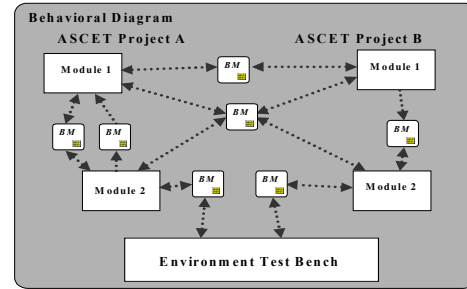 Behavioral Diagram
ASCET Project A
ASCET Project B
BM
Module 1
Module 1
BM
BM
BM
BM
Module 2
BM
BM
Module 2
Environment Test Bench